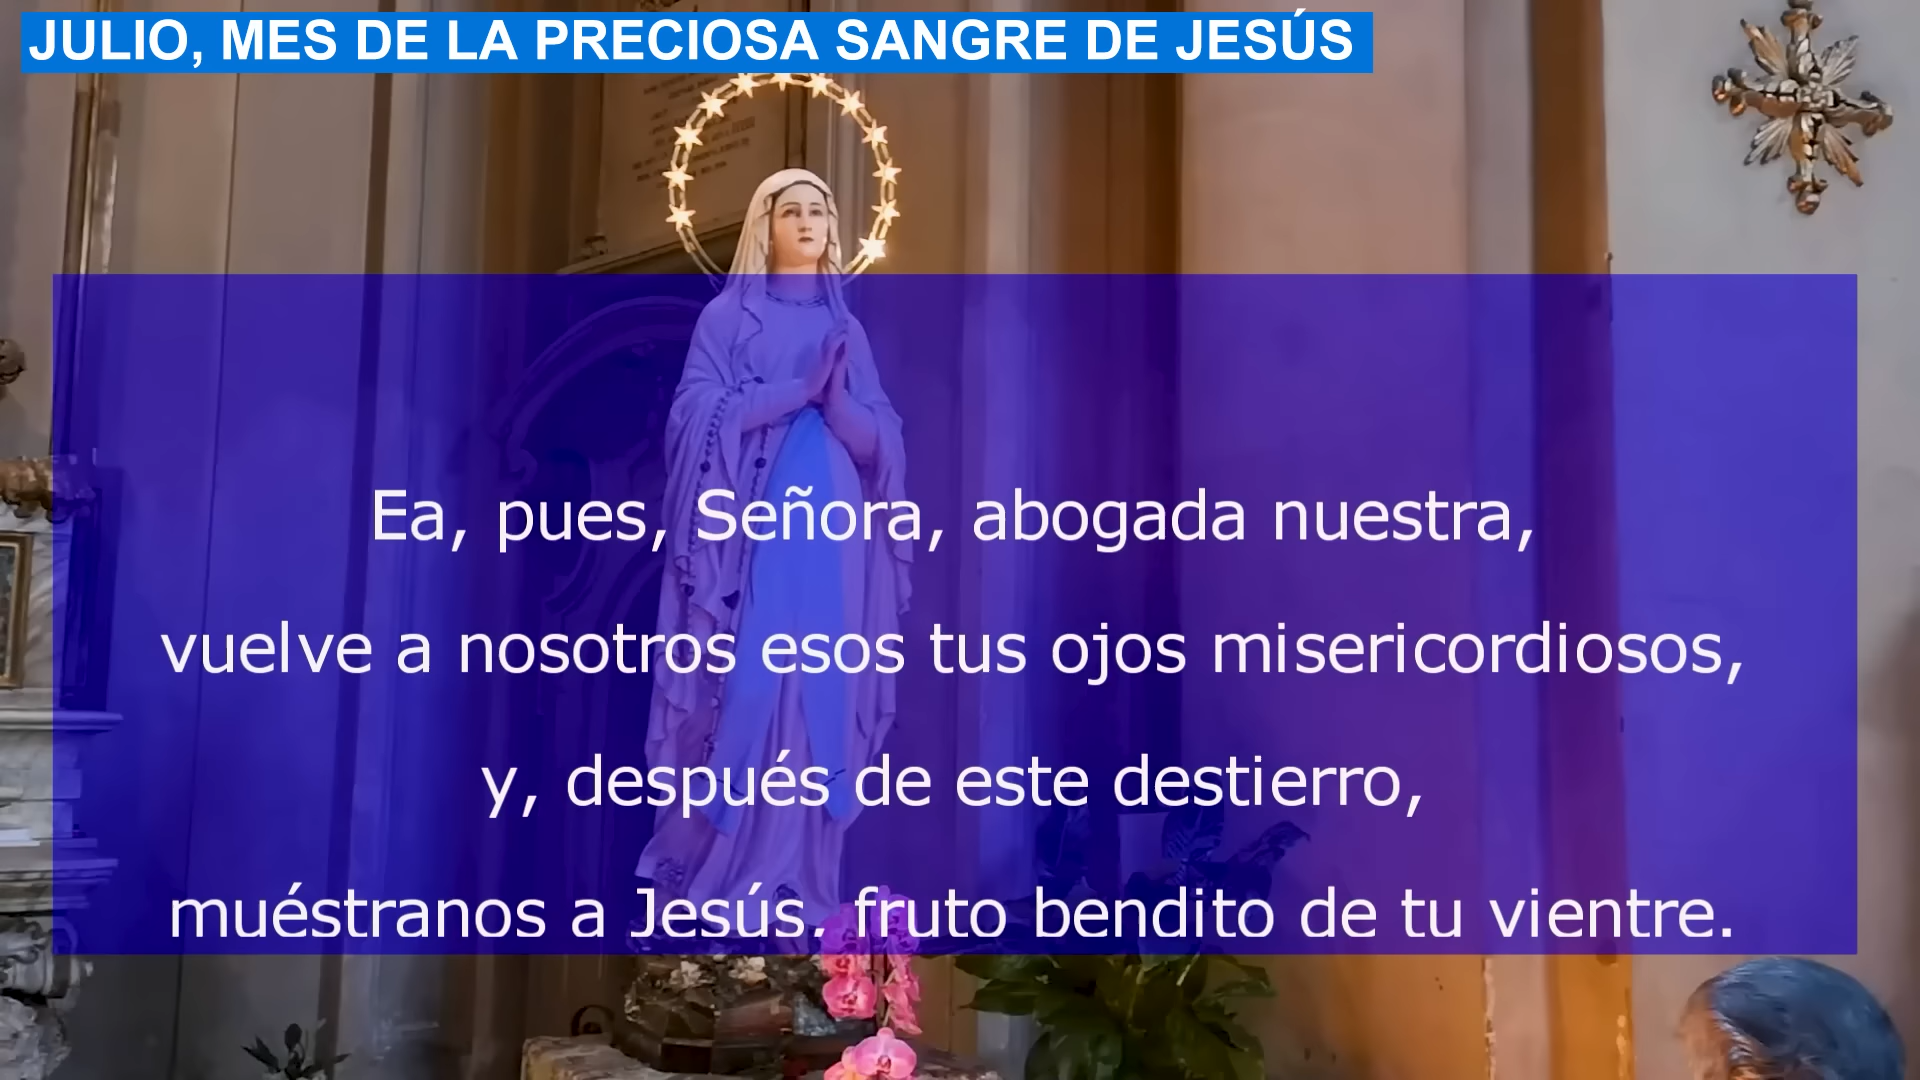 JULIO, MES DE LA PRECIOSA SANGRE DE JESÚS
Ea, pues, Señora, abogada nuestra,
vuelve a nosotros esos tus ojos misericordiosos,
y, después de este destierro,
muéstranos a Jesús, fruto bendito de tu vientre.